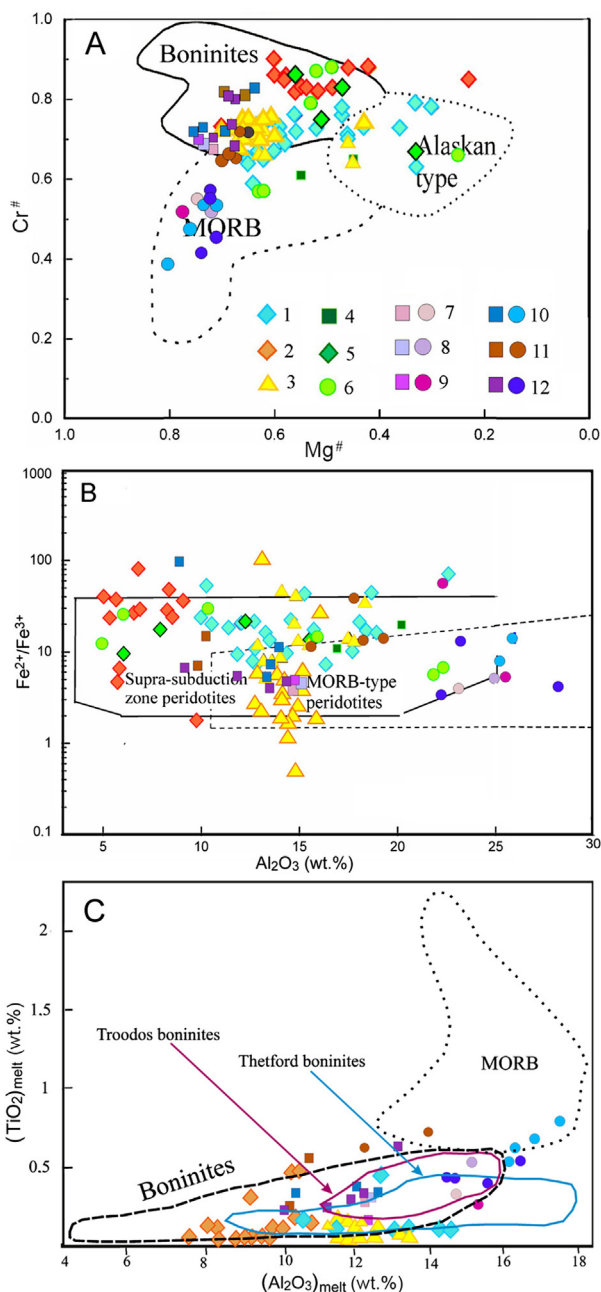 A
1.0
0.8
0.6
0.4
0.2
0.0
Cr#
Boninites
Alaskan
type
MORB
1
2
3
4
5
6
7
8
9
10
11
12
1.0
0.8
0.6
0.4
0.2
0.0
Mg#
B
1000
100
10
1
0.1
Fe2+/Fe3+
Supra-subduction
zone peridotites
MORB-type
peridotites
5
10
15
20
25
30
Al2O3 (wt.%)
C
2
1.5
1
0.5
0
(TiO2)melt (wt.%)
Troodos boninites
Thetford boninites
MORB
Boninites
4
6
8
10
12
14
16
18
(Al2O3)melt (wt.%)